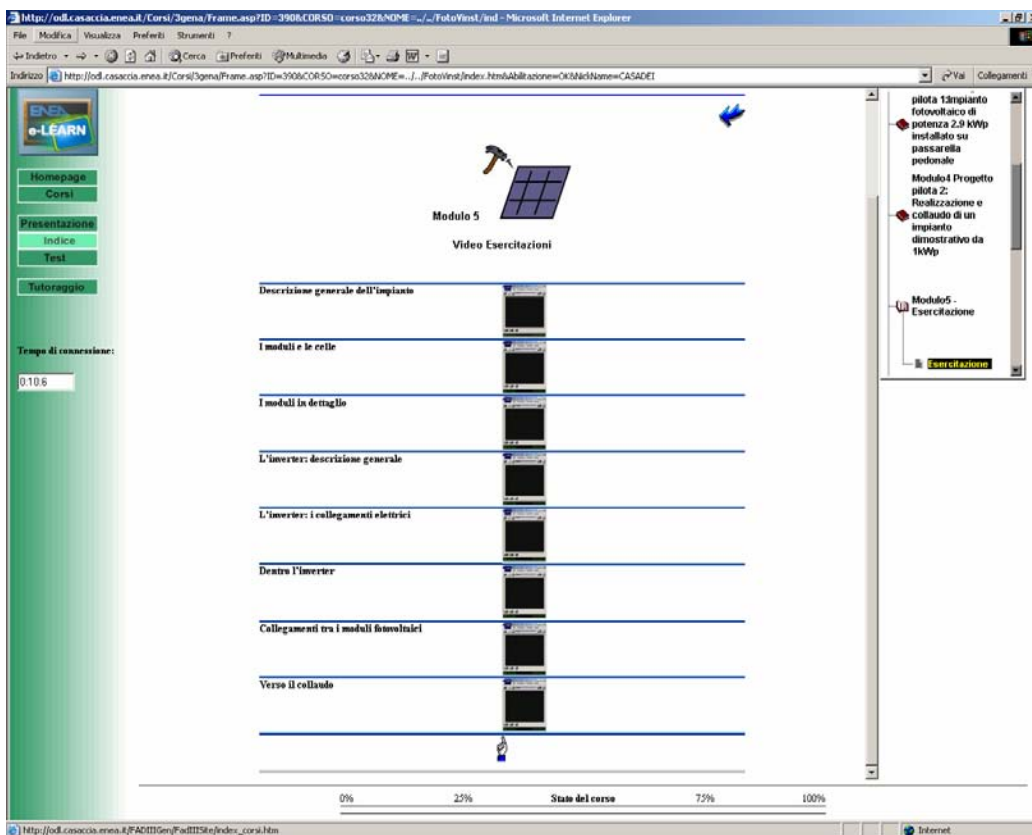 http://odl.casaccia.enea.it/Corsi/3gena/Frame.asp?ID=390&CORSO=corso32&NOME=../../FotoVinst/ind - Microsoft Internet Explorer
File Modifica Visualizza Preferiti Strumenti ?
Indietro Cerca Preferiti Multimedia
Indirizzo http://odl.casaccia.enea.it/Corsi/3gena/Frame.asp?ID=390&CORSO=corso32&NOME=../../FotoVinst/index.htm&Abilitazione=OK&NickName=CASADEI Vai Collegamenti
ENEA
e-LEARN
Homepage
Corsi
Presentazione
Indice
Test
Tutoraggio
Tempo di connessione:
0:10:6
Modulo 5
Video Esercitazioni
Descrizione generale dell'impianto
I moduli e le celle
I moduli in dettaglio
L'inverter: descrizione generale
L'inverter: i collegamenti elettrici
Dentro l'inverter
Collegamenti tra i moduli fotovoltaici
Verso il collaudo
pilota 1:Impianto
fotovoltaico di
potenza 2.9 kWp
installato su
passarella
pedonale
Modulo4 Progetto
pilota 2:
Realizzazione e
collaudo di un
impianto
dimostrativo da
1kWp
Modulo5 -
Esercitazione
Esercitazione
0% 25% Stato del corso 75% 100%
http://odl.casaccia.enea.it/FADIIIGen/FadIIISite/index_corsi.htm Internet